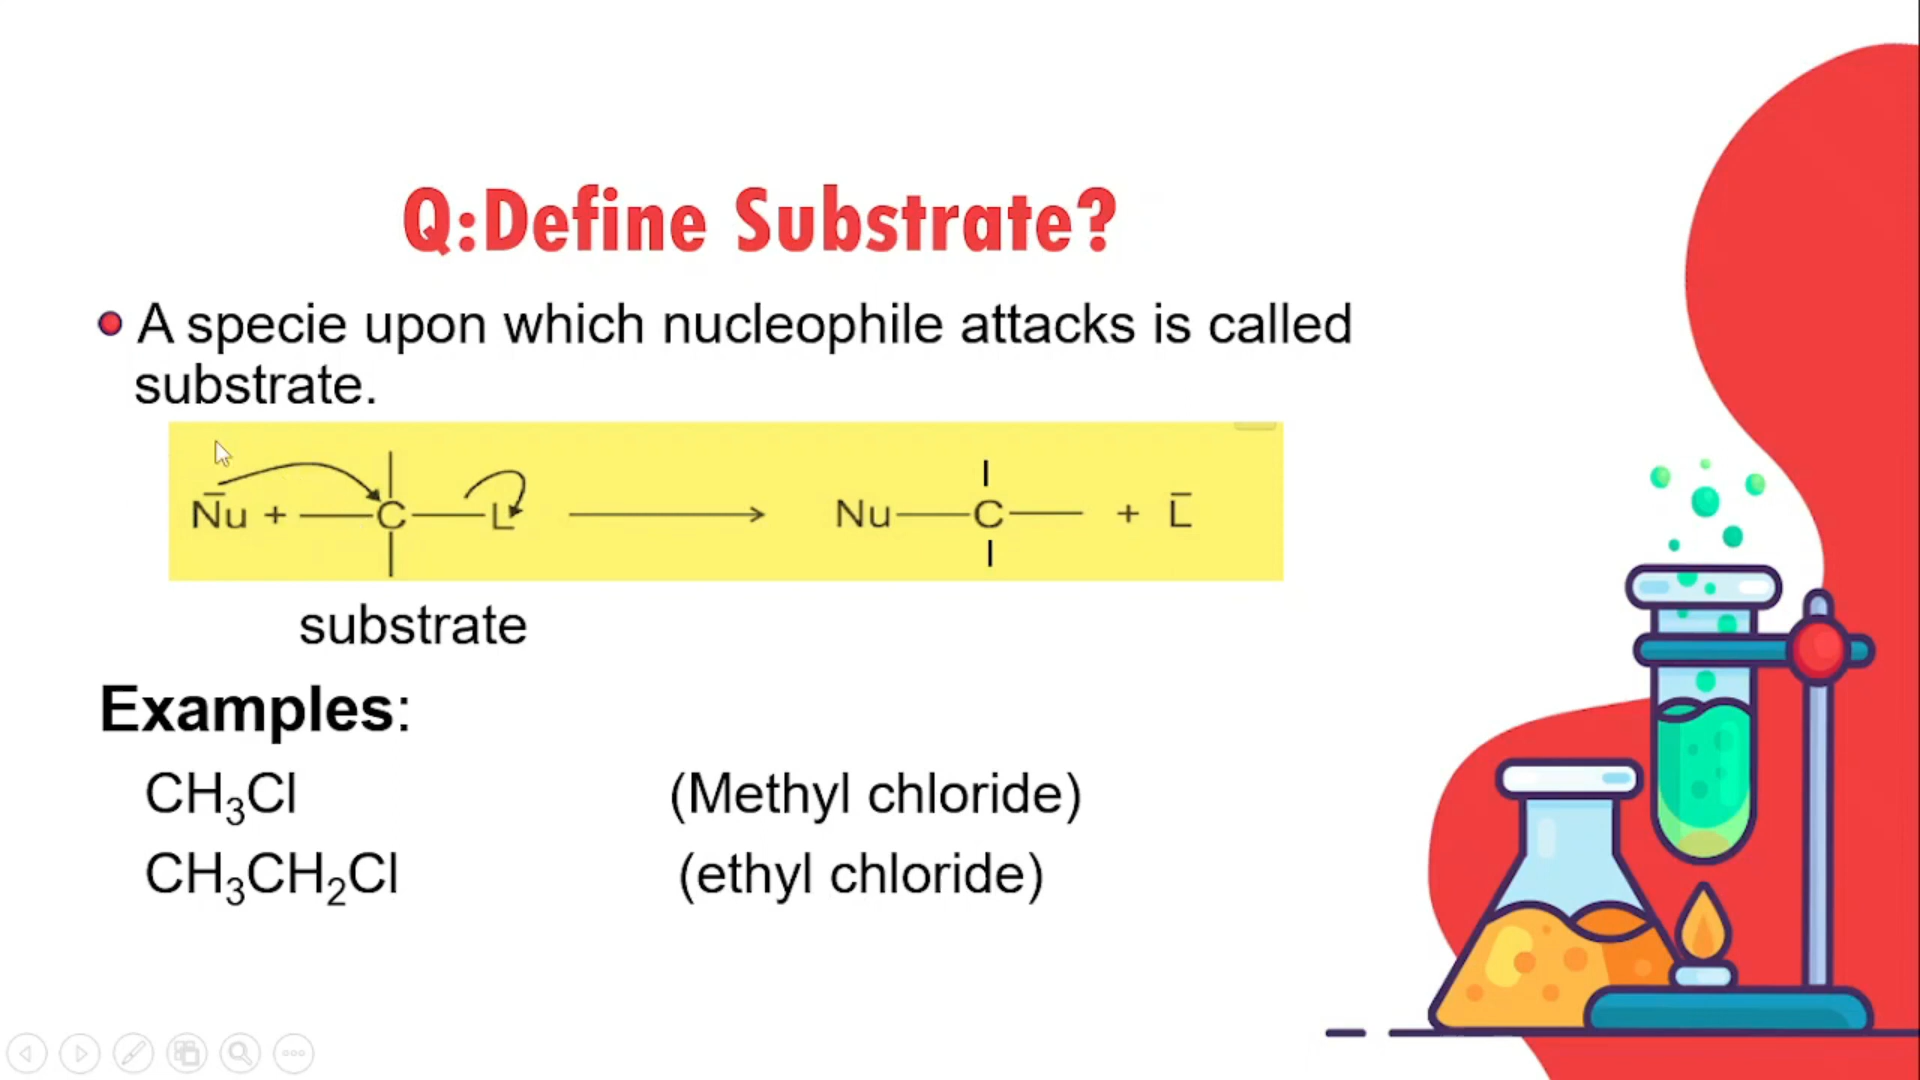 Q:Define Substrate?
A specie upon which nucleophile attacks is called
substrate.
N̄u + —C—L ⟶ Nu—C— + L̄
substrate
Examples:
CH₃Cl (Methyl chloride)
CH₃CH₂Cl (ethyl chloride)